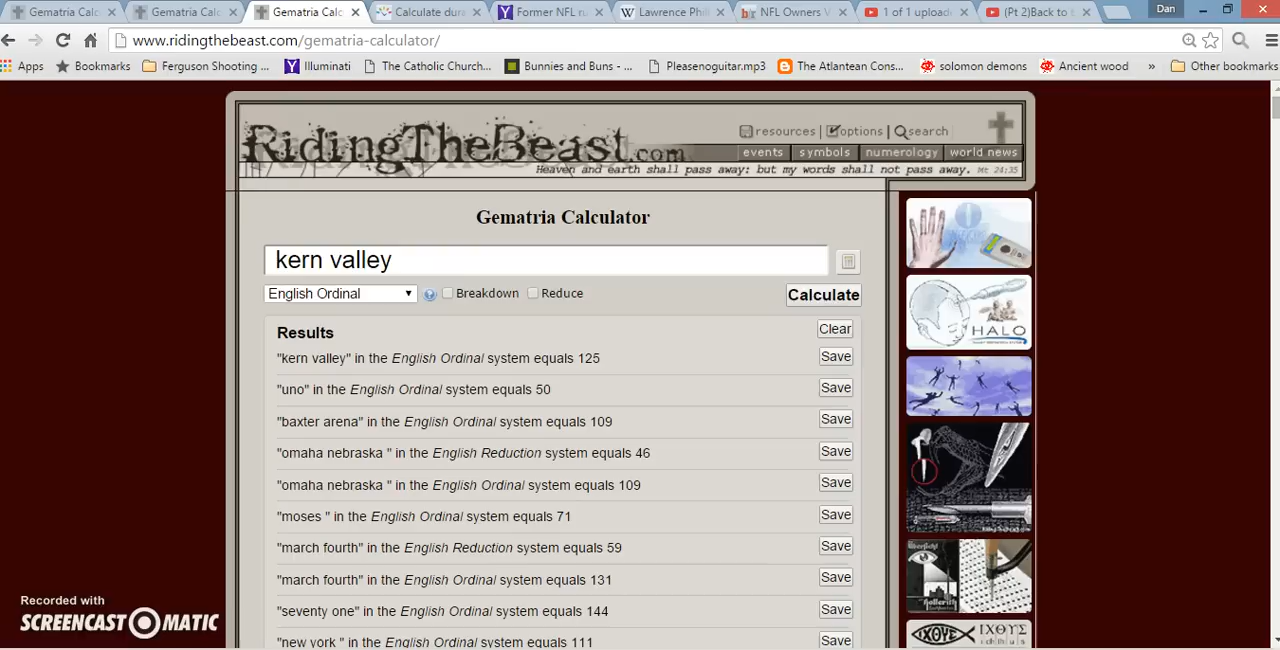 Gematria Calc
Gematria Calc
Gematria Calc
Calculate dura
Former NFL ru
Lawrence Phil
NFL Owners V
1 of 1 upload
(Pt 2)Back to t
Dan
www.ridingthebeast.com/gematria-calculator/
Apps
Bookmarks
Ferguson Shooting ...
Illuminati
The Catholic Church...
Bunnies and Buns - ...
Pleasenoguitar.mp3
The Atlantean Cons...
solomon demons
Ancient wood
»
Other bookmarks
RidingTheBeast.com
resources | options | search
events symbols numerology world news
Heaven and earth shall pass away: but my words shall not pass away. Mt 24:35
Gematria Calculator
kern valley
English Ordinal
Breakdown
Reduce
Calculate
Results
Clear
"kern valley" in the English Ordinal system equals 125
Save
"uno" in the English Ordinal system equals 50
Save
"baxter arena" in the English Ordinal system equals 109
Save
"omaha nebraska " in the English Reduction system equals 46
Save
"omaha nebraska " in the English Ordinal system equals 109
Save
"moses " in the English Ordinal system equals 71
Save
"march fourth" in the English Reduction system equals 59
Save
"march fourth" in the English Ordinal system equals 131
Save
"seventy one" in the English Ordinal system equals 144
Save
"new york " in the English Ordinal system equals 111
Save
HALO
ΙΧΘΥΣ
Recorded with
SCREENCAST-O-MATIC